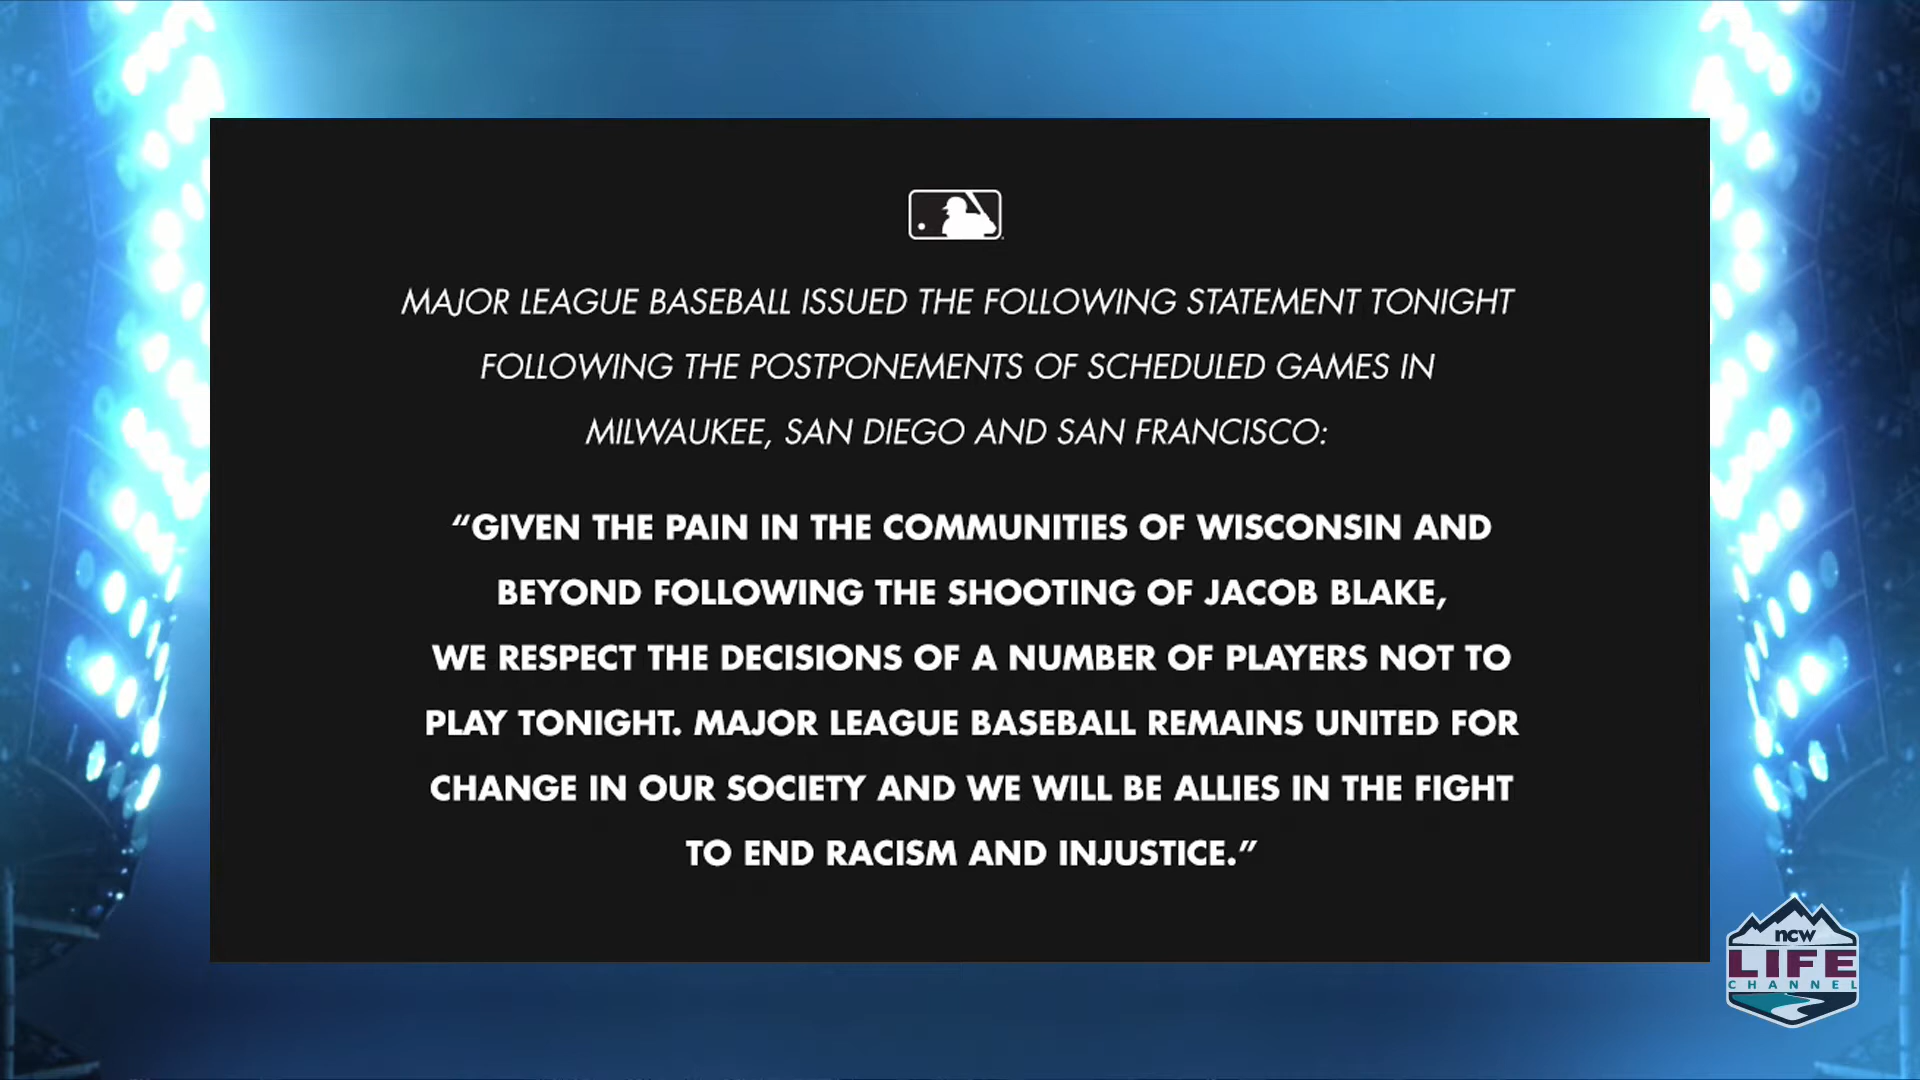 MAJOR LEAGUE BASEBALL ISSUED THE FOLLOWING STATEMENT TONIGHT
FOLLOWING THE POSTPONEMENTS OF SCHEDULED GAMES IN
MILWAUKEE, SAN DIEGO AND SAN FRANCISCO:
“GIVEN THE PAIN IN THE COMMUNITIES OF WISCONSIN AND
BEYOND FOLLOWING THE SHOOTING OF JACOB BLAKE,
WE RESPECT THE DECISIONS OF A NUMBER OF PLAYERS NOT TO
PLAY TONIGHT. MAJOR LEAGUE BASEBALL REMAINS UNITED FOR
CHANGE IN OUR SOCIETY AND WE WILL BE ALLIES IN THE FIGHT
TO END RACISM AND INJUSTICE.”
ncw
LIFE
CHANNEL